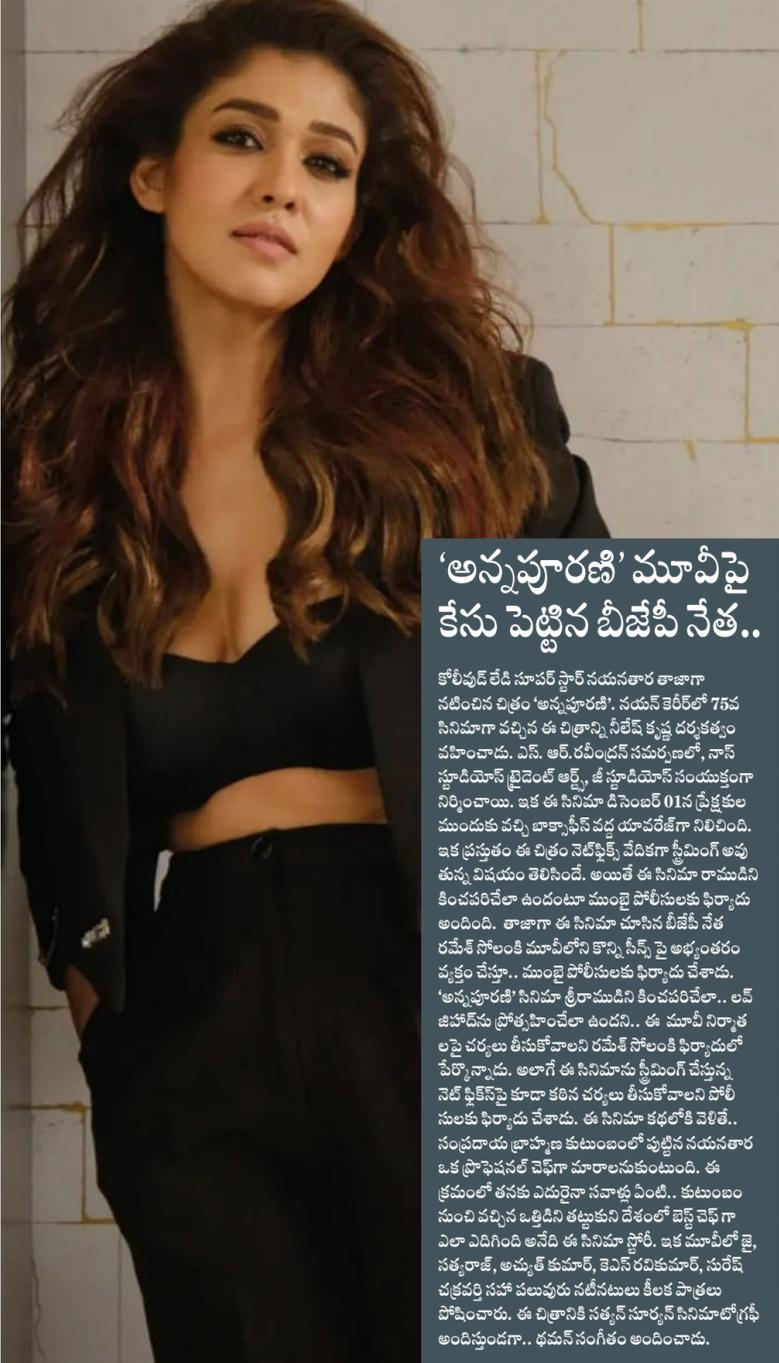 ‘అన్నపూరణి’ మూవీపై
కేసు పెట్టిన బీజేపీ నేత..
కోలీవుడ్ లేడి సూపర్ స్టార్ నయనతార తాజాగా
నటించిన చిత్రం ‘అన్నపూరణి’. నయన్ కెరీర్‌లో 75వ
సినిమాగా వచ్చిన ఈ చిత్రాన్ని నీలేష్ కృష్ణ దర్శకత్వం
వహించాడు. ఎస్. ఆర్.రవీంద్రన్ సమర్పణలో, నాస్
స్టూడియోస్ ట్రైడెంట్ ఆర్ట్స్, జీ స్టూడియోస్ సంయుక్తంగా
నిర్మించాయి. ఇక ఈ సినిమా డిసెంబర్ 01న ప్రేక్షకుల
ముందుకు వచ్చి బాక్సాఫీస్ వద్ద యావరేజ్‌గా నిలిచింది.
ఇక ప్రస్తుతం ఈ చిత్రం నెట్‌ఫ్లిక్స్ వేదికగా స్ట్రీమింగ్ అవు
తున్న విషయం తెలిసిందే. అయితే ఈ సినిమా రాముడిని
కించపరిచేలా ఉందంటూ ముంబై పోలీసులకు ఫిర్యాదు
అందింది. తాజాగా ఈ సినిమా చూసిన బీజేపీ నేత
రమేశ్ సోలంకి మూవీలోని కొన్ని సీన్స్ పై అభ్యంతరం
వ్యక్తం చేస్తూ.. ముంబై పోలీసులకు ఫిర్యాదు చేశాడు.
‘అన్నపూరణి’ సినిమా శ్రీరాముడిని కించపరిచేలా.. లవ్
జిహాద్‌ను ప్రోత్సహించేలా ఉందని.. ఈ మూవీ నిర్మాత
లపై చర్యలు తీసుకోవాలని రమేశ్ సోలంకి ఫిర్యాదులో
పేర్కొన్నాడు. అలాగే ఈ సినిమాను స్ట్రీమింగ్ చేస్తున్న
నెట్ ఫ్లిక్స్‌పై కూడా కఠిన చర్యలు తీసుకోవాలని పోలీ
సులకు ఫిర్యాదు చేశాడు. ఈ సినిమా కథలోకి వెళితే..
సంప్రదాయ బ్రాహ్మణ కుటుంబంలో పుట్టిన నయనతార
ఒక ప్రొఫెషనల్ చెఫ్‌గా మారాలనుకుంటుంది. ఈ
క్రమంలో తనకు ఎదురైనా సవాళ్లు ఏంటి.. కుటుంబం
నుంచి వచ్చిన ఒత్తిడిని తట్టుకుని దేశంలో బెస్ట్ చెఫ్ గా
ఎలా ఎదిగింది అనేది ఈ సినిమా స్టోరీ. ఇక మూవీలో జై,
సత్యరాజ్, అచ్యుత్ కుమార్, కెఎస్ రవికుమార్, సురేష్
చక్రవర్తి సహా పలువురు నటీనటులు కీలక పాత్రలు
పోషించారు. ఈ చిత్రానికి సత్యన్ సూర్యన్ సినిమాటోగ్రఫీ
అందిస్తుండగా.. థమన్ సంగీతం అందించాడు.